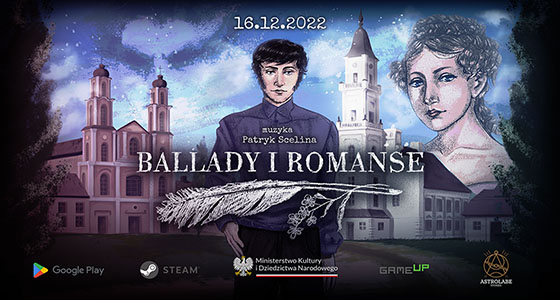 16.12.2022
muzyka
Patryk Scelina
BALLADY I ROMANSE
Google Play
STEAM
Ministerstwo Kultury
i Dziedzictwa Narodowego
GAMEUP
ASTROLABE